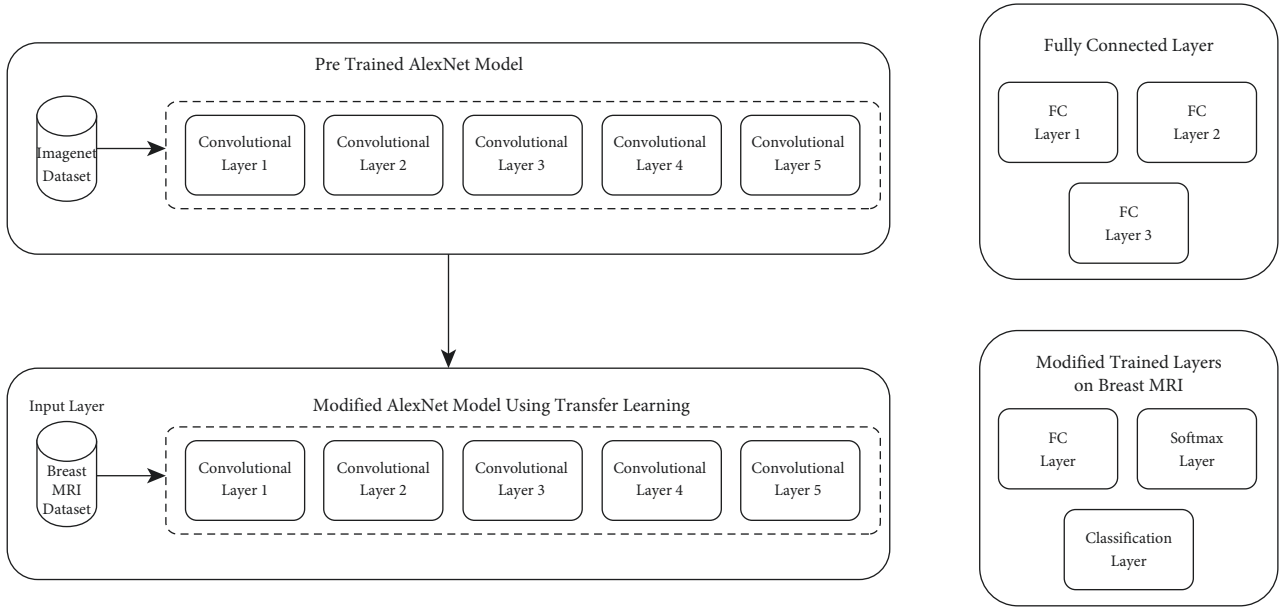 Pre Trained AlexNet Model
Imagenet
Dataset
Convolutional
Layer 1
Convolutional
Layer 2
Convolutional
Layer 3
Convolutional
Layer 4
Convolutional
Layer 5
Fully Connected Layer
FC
Layer 1
FC
Layer 2
FC
Layer 3
Input Layer
Modified AlexNet Model Using Transfer Learning
Breast
MRI
Dataset
Convolutional
Layer 1
Convolutional
Layer 2
Convolutional
Layer 3
Convolutional
Layer 4
Convolutional
Layer 5
Modified Trained Layers
on Breast MRI
FC
Layer
Softmax
Layer
Classification
Layer